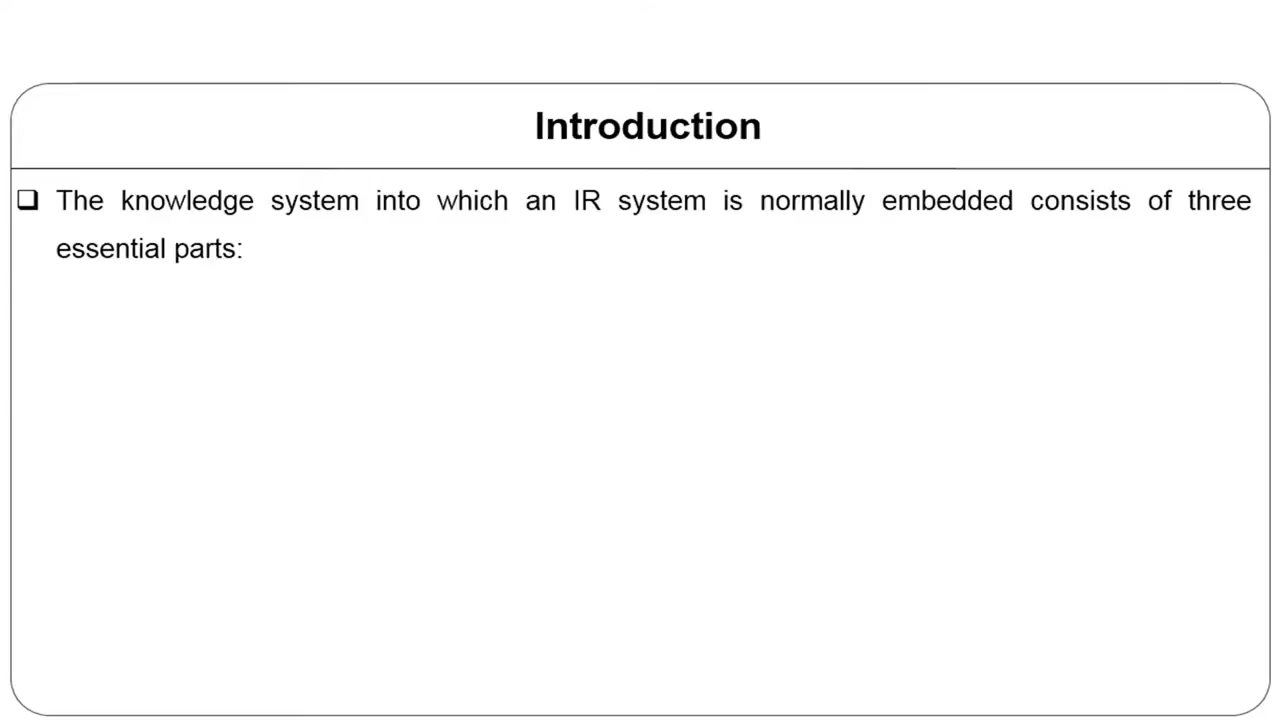 Introduction
The knowledge system into which an IR system is normally embedded consists of three
essential parts: